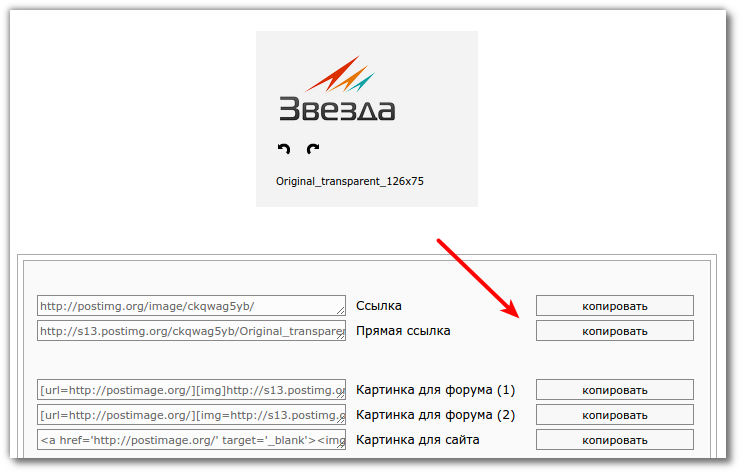 Звезда
Original_transparent_126x75
http://postimg.org/image/ckqwag5yb/ Ссылка копировать
http://s13.postimg.org/ckqwag5yb/Original_transparen Прямая ссылка копировать
[url=http://postimage.org/][img]http://s13.postimg.o Картинка для форума (1) копировать
[url=http://postimage.org/][img=http://s13.postimg.o Картинка для форума (2) копировать
<a href='http://postimage.org/' target='_blank'><img Картинка для сайта копировать